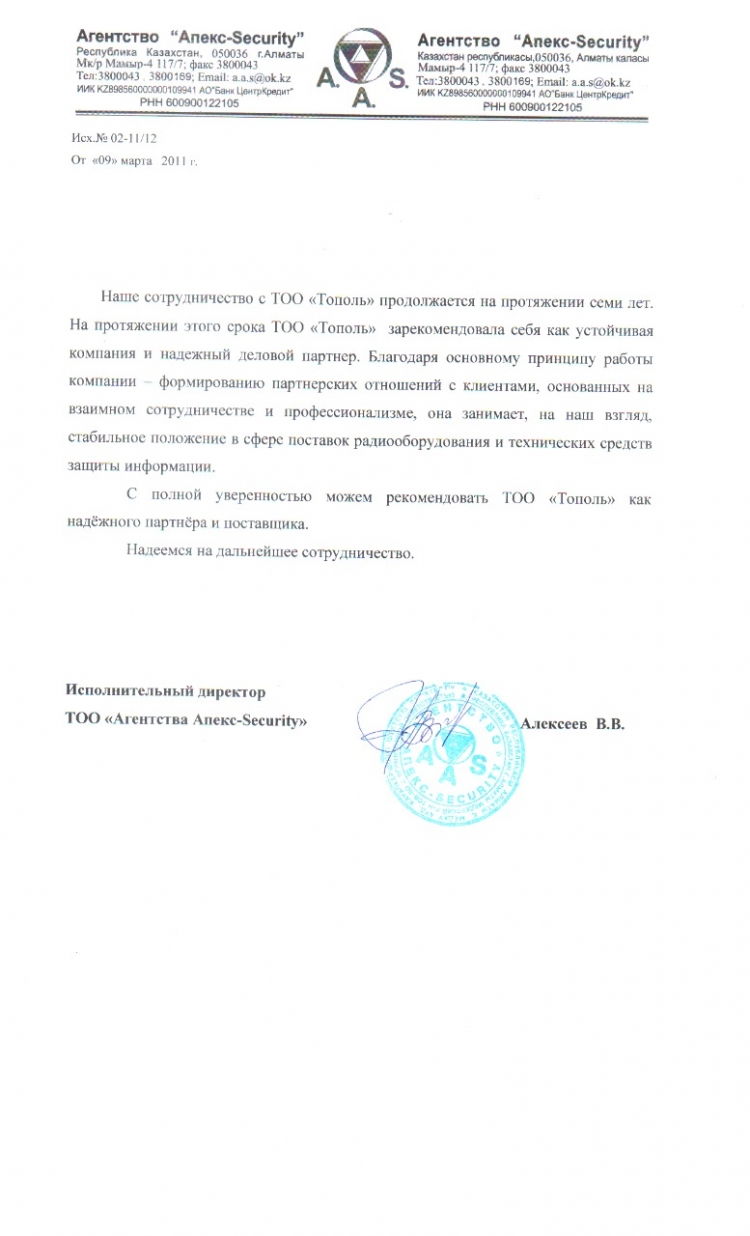 Агентство “Апекс-Security”
Республика Казахстан, 050036 г.Алматы
Мк/р Мамыр-4 117/7; факс 3800043
Тел:3800043 . 3800169; Email: a.a.s@ok.kz
ИИК KZ898560000000109941 АО"Банк ЦентрКредит"
РНН 600900122105
A. A. S.
Агентство “Апекс-Security”
Казахстан республикасы,050036, Алматы каласы
Мамыр-4 117/7; факс 3800043
Тел:3800043 . 3800169; Email: a.a.s@ok.kz
ИИК KZ898560000000109941 АО"Банк ЦентрКредит"
РНН 600900122105
Исх.№ 02-11/12
От «09» марта 2011 г.
Наше сотрудничество с ТОО «Тополь» продолжается на протяжении семи лет.
На протяжении этого срока ТОО «Тополь» зарекомендовала себя как устойчивая
компания и надежный деловой партнер. Благодаря основному принципу работы
компании – формированию партнерских отношений с клиентами, основанных на
взаимном сотрудничестве и профессионализме, она занимает, на наш взгляд,
стабильное положение в сфере поставок радиооборудования и технических средств
защиты информации.
С полной уверенностью можем рекомендовать ТОО «Тополь» как
надёжного партнёра и поставщика.
Надеемся на дальнейшее сотрудничество.
Исполнительный директор
ТОО «Агентства Апекс-Security»
Алексеев В.В.
АГЕНТСТВО
A A S
АПЕКС-SECURITY